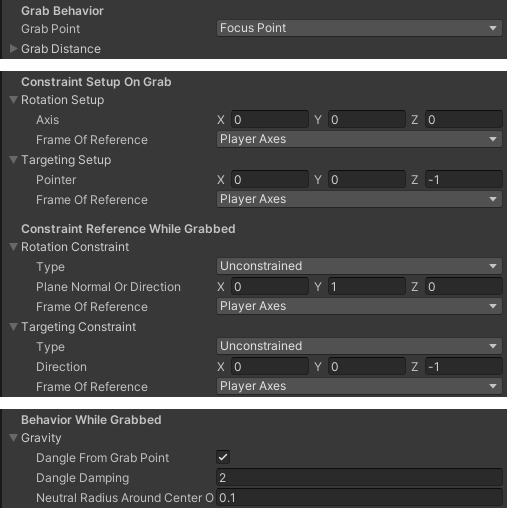 Grab Behavior
Grab Point Focus Point
Grab Distance
Constraint Setup On Grab
Rotation Setup
Axis X 0 Y 0 Z 0
Frame Of Reference Player Axes
Targeting Setup
Pointer X 0 Y 0 Z -1
Frame Of Reference Player Axes
Constraint Reference While Grabbed
Rotation Constraint
Type Unconstrained
Plane Normal Or Direction X 0 Y 1 Z 0
Frame Of Reference Player Axes
Targeting Constraint
Type Unconstrained
Direction X 0 Y 0 Z -1
Frame Of Reference Player Axes
Behavior While Grabbed
Gravity
Dangle From Grab Point
Dangle Damping 2
Neutral Radius Around Center O 0.1